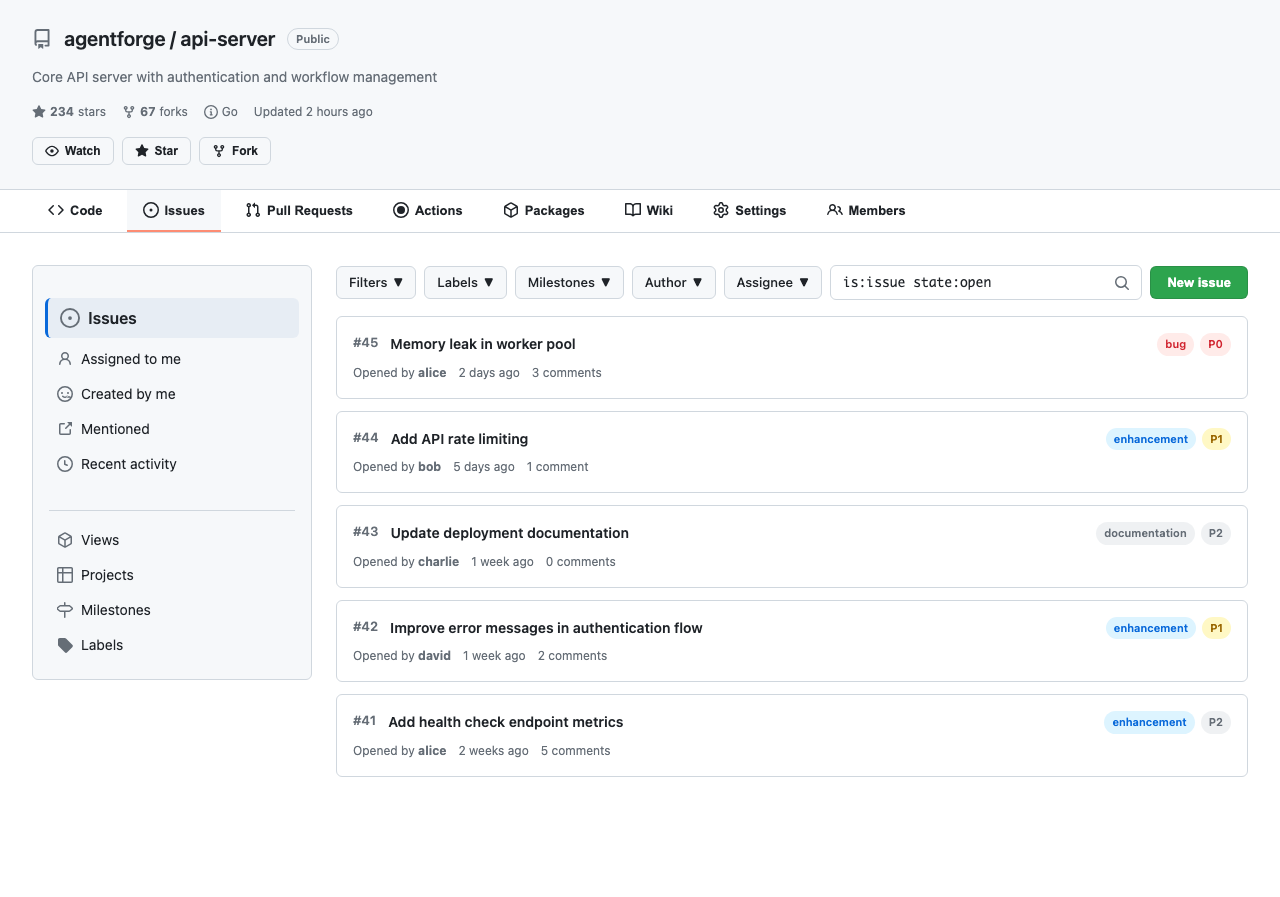 agentforge / api-server Public
Core API server with authentication and workflow management
234 stars 67 forks Go Updated 2 hours ago
Watch Star Fork
Code Issues Pull Requests Actions Packages Wiki Settings Members
Issues
Assigned to me
Created by me
Mentioned
Recent activity
Views
Projects
Milestones
Labels
Filters ▼ Labels ▼ Milestones ▼ Author ▼ Assignee ▼ is:issue state:open New issue
#45 Memory leak in worker pool bug P0
Opened by alice 2 days ago 3 comments
#44 Add API rate limiting enhancement P1
Opened by bob 5 days ago 1 comment
#43 Update deployment documentation documentation P2
Opened by charlie 1 week ago 0 comments
#42 Improve error messages in authentication flow enhancement P1
Opened by david 1 week ago 2 comments
#41 Add health check endpoint metrics enhancement P2
Opened by alice 2 weeks ago 5 comments